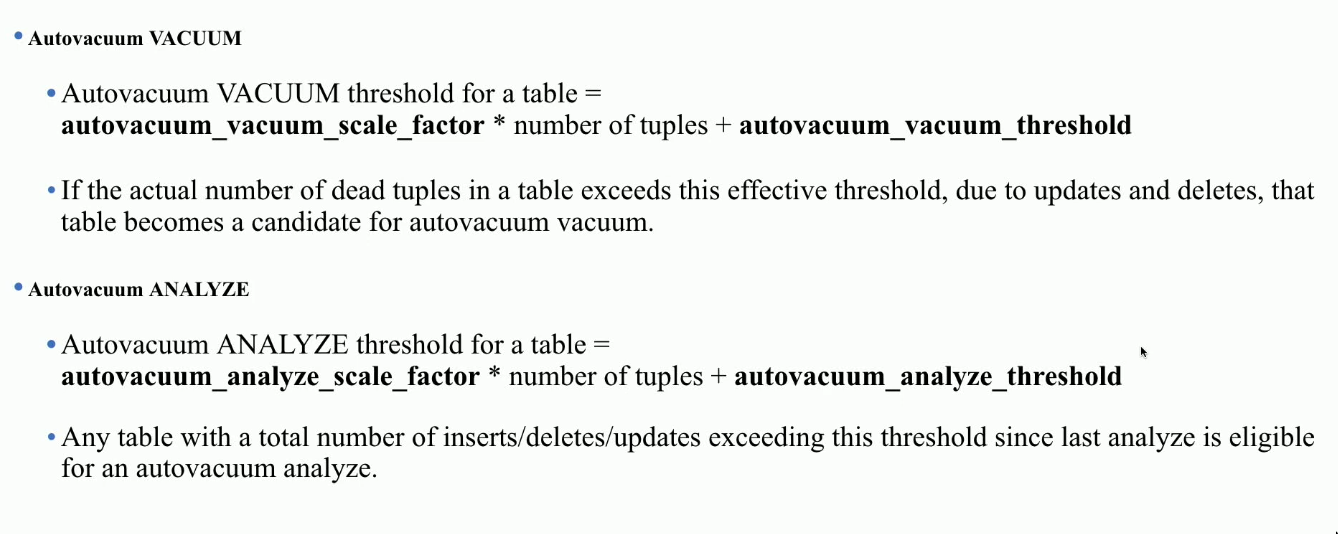 • Autovacuum VACUUM
• Autovacuum VACUUM threshold for a table =
autovacuum_vacuum_scale_factor * number of tuples + autovacuum_vacuum_threshold
• If the actual number of dead tuples in a table exceeds this effective threshold, due to updates and deletes, that
table becomes a candidate for autovacuum vacuum.
• Autovacuum ANALYZE
• Autovacuum ANALYZE threshold for a table =
autovacuum_analyze_scale_factor * number of tuples + autovacuum_analyze_threshold
• Any table with a total number of inserts/deletes/updates exceeding this threshold since last analyze is eligible
for an autovacuum analyze.